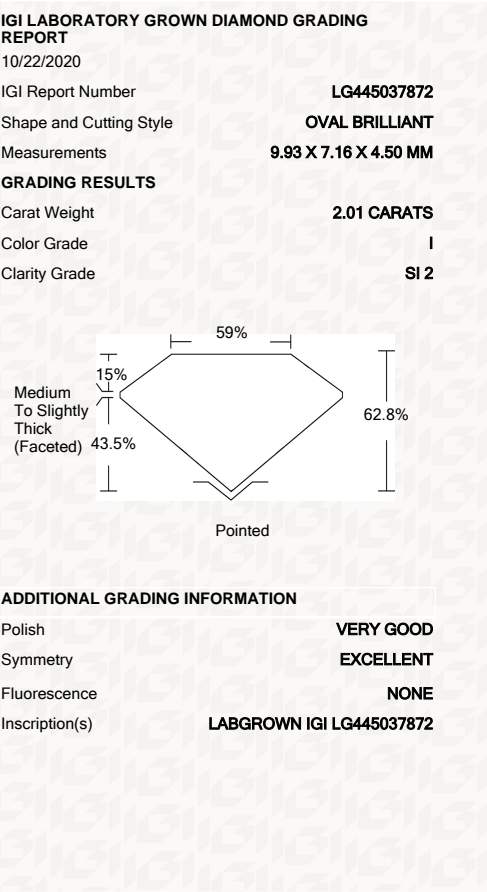 IGI LABORATORY GROWN DIAMOND GRADING
REPORT
10/22/2020
IGI Report Number LG445037872
Shape and Cutting Style OVAL BRILLIANT
Measurements 9.93 X 7.16 X 4.50 MM
GRADING RESULTS
Carat Weight 2.01 CARATS
Color Grade I
Clarity Grade SI 2
59%
15%
Medium
To Slightly
Thick
(Faceted)
43.5%
62.8%
Pointed
ADDITIONAL GRADING INFORMATION
Polish VERY GOOD
Symmetry EXCELLENT
Fluorescence NONE
Inscription(s) LABGROWN IGI LG445037872